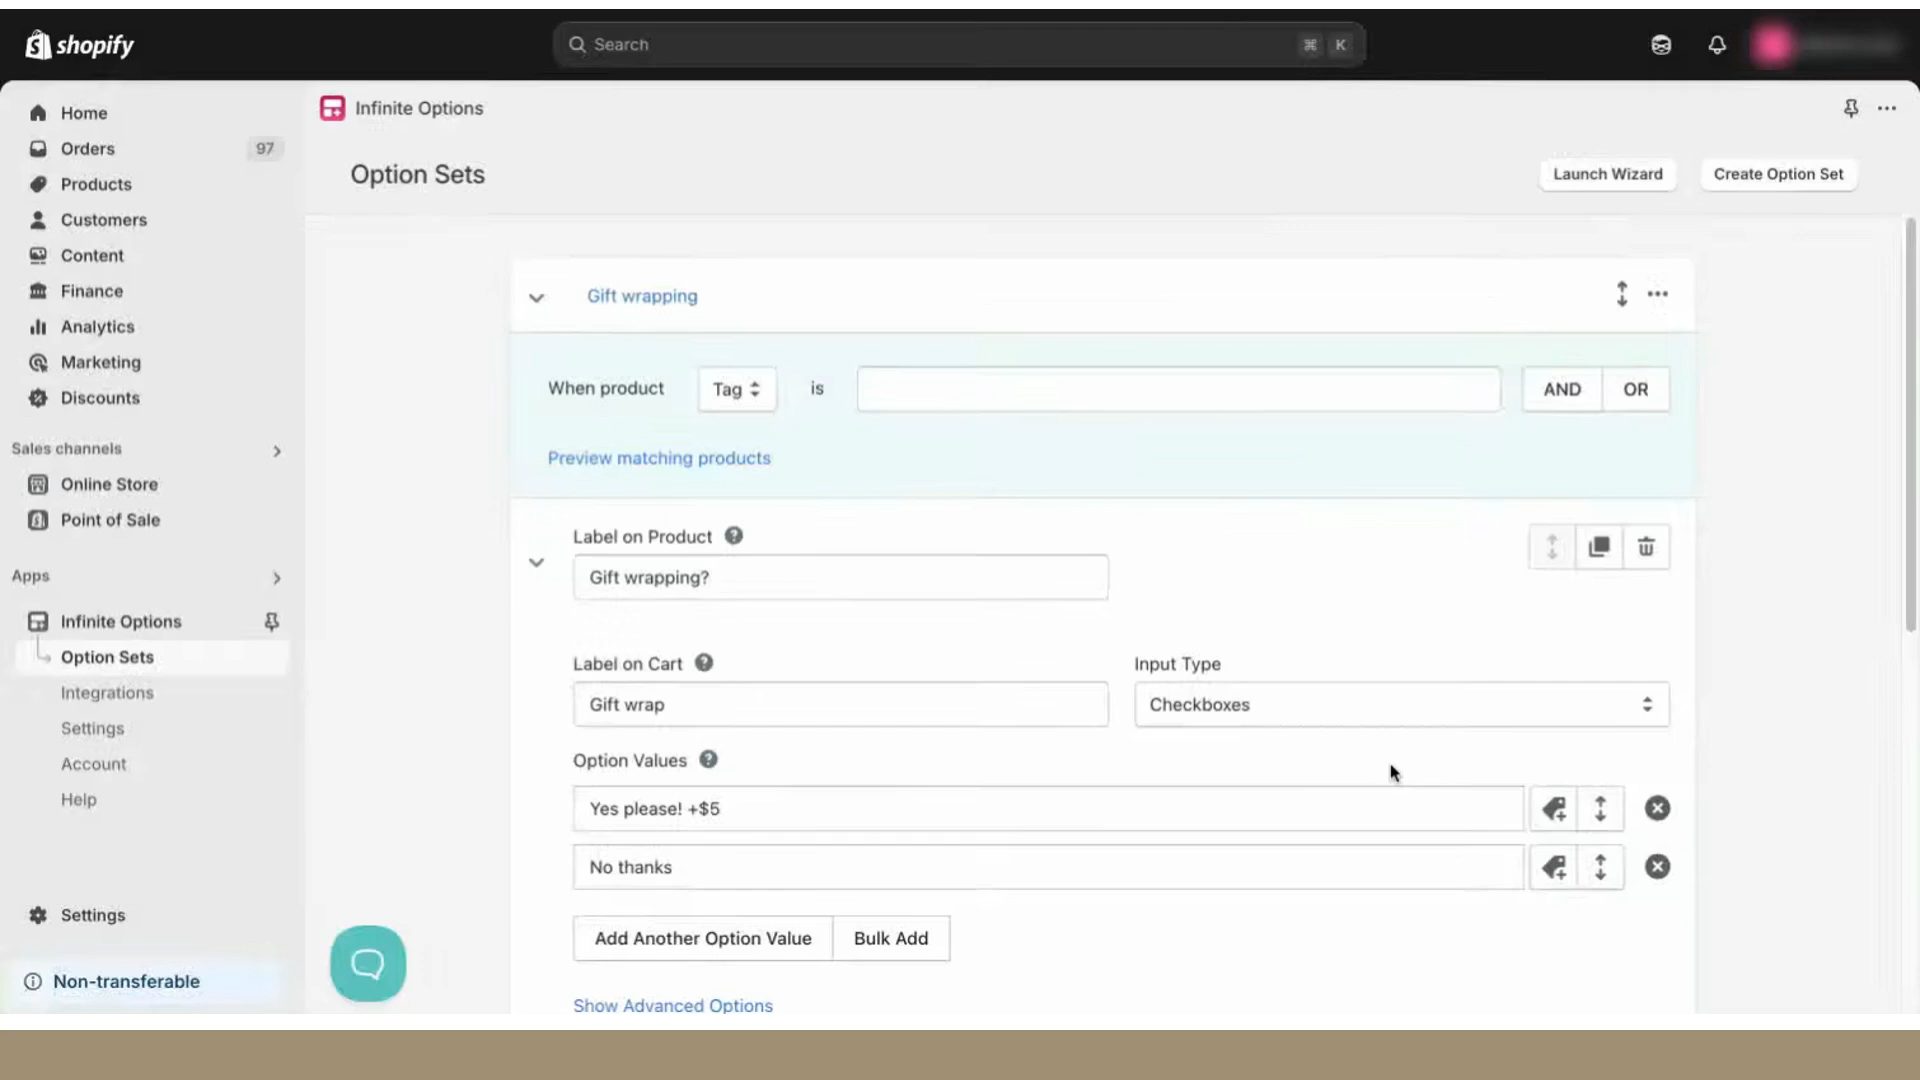 shopify
Search
⌘ K
Home
Orders 97
Products
Customers
Content
Finance
Analytics
Marketing
Discounts
Sales channels
Online Store
Point of Sale
Apps
Infinite Options
Option Sets
Integrations
Settings
Account
Help
Settings
Non-transferable
Infinite Options
Option Sets
Launch Wizard
Create Option Set
Gift wrapping
When product Tag is AND OR
Preview matching products
Label on Product
Gift wrapping?
Label on Cart
Input Type
Gift wrap
Checkboxes
Option Values
Yes please! +$5
No thanks
Add Another Option Value
Bulk Add
Show Advanced Options